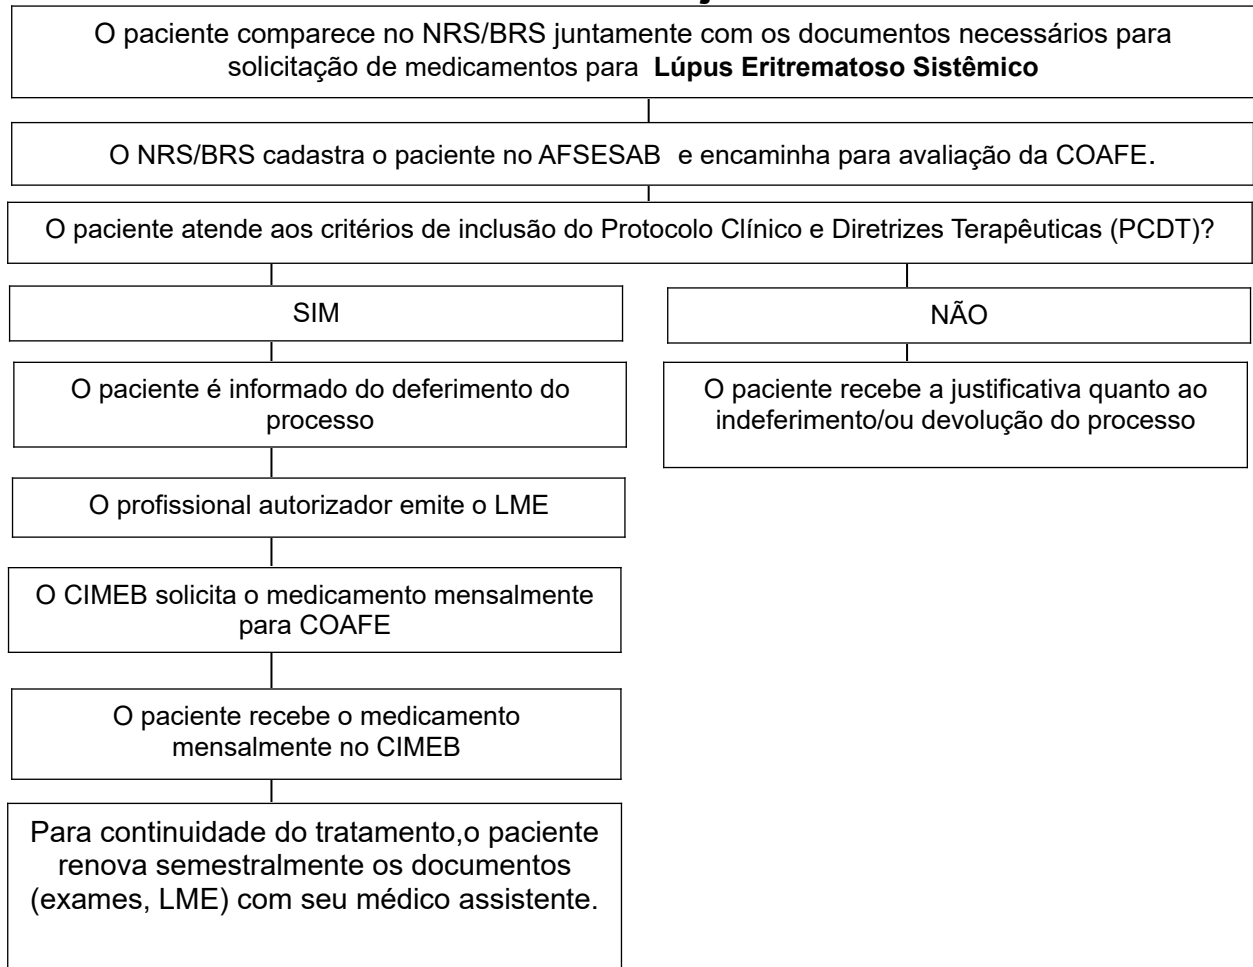 O paciente comparece no NRS/BRS juntamente com os documentos necessários para
solicitação de medicamentos para Lúpus Eritrematoso Sistêmico
O NRS/BRS cadastra o paciente no AFSESAB e encaminha para avaliação da COAFE.
O paciente atende aos critérios de inclusão do Protocolo Clínico e Diretrizes Terapêuticas (PCDT)?
SIM
NÃO
O paciente é informado do deferimento do
processo
O paciente recebe a justificativa quanto ao
indeferimento/ou devolução do processo
O profissional autorizador emite o LME
O CIMEB solicita o medicamento mensalmente
para COAFE
O paciente recebe o medicamento
mensalmente no CIMEB
Para continuidade do tratamento,o paciente
renova semestralmente os documentos
(exames, LME) com seu médico assistente.